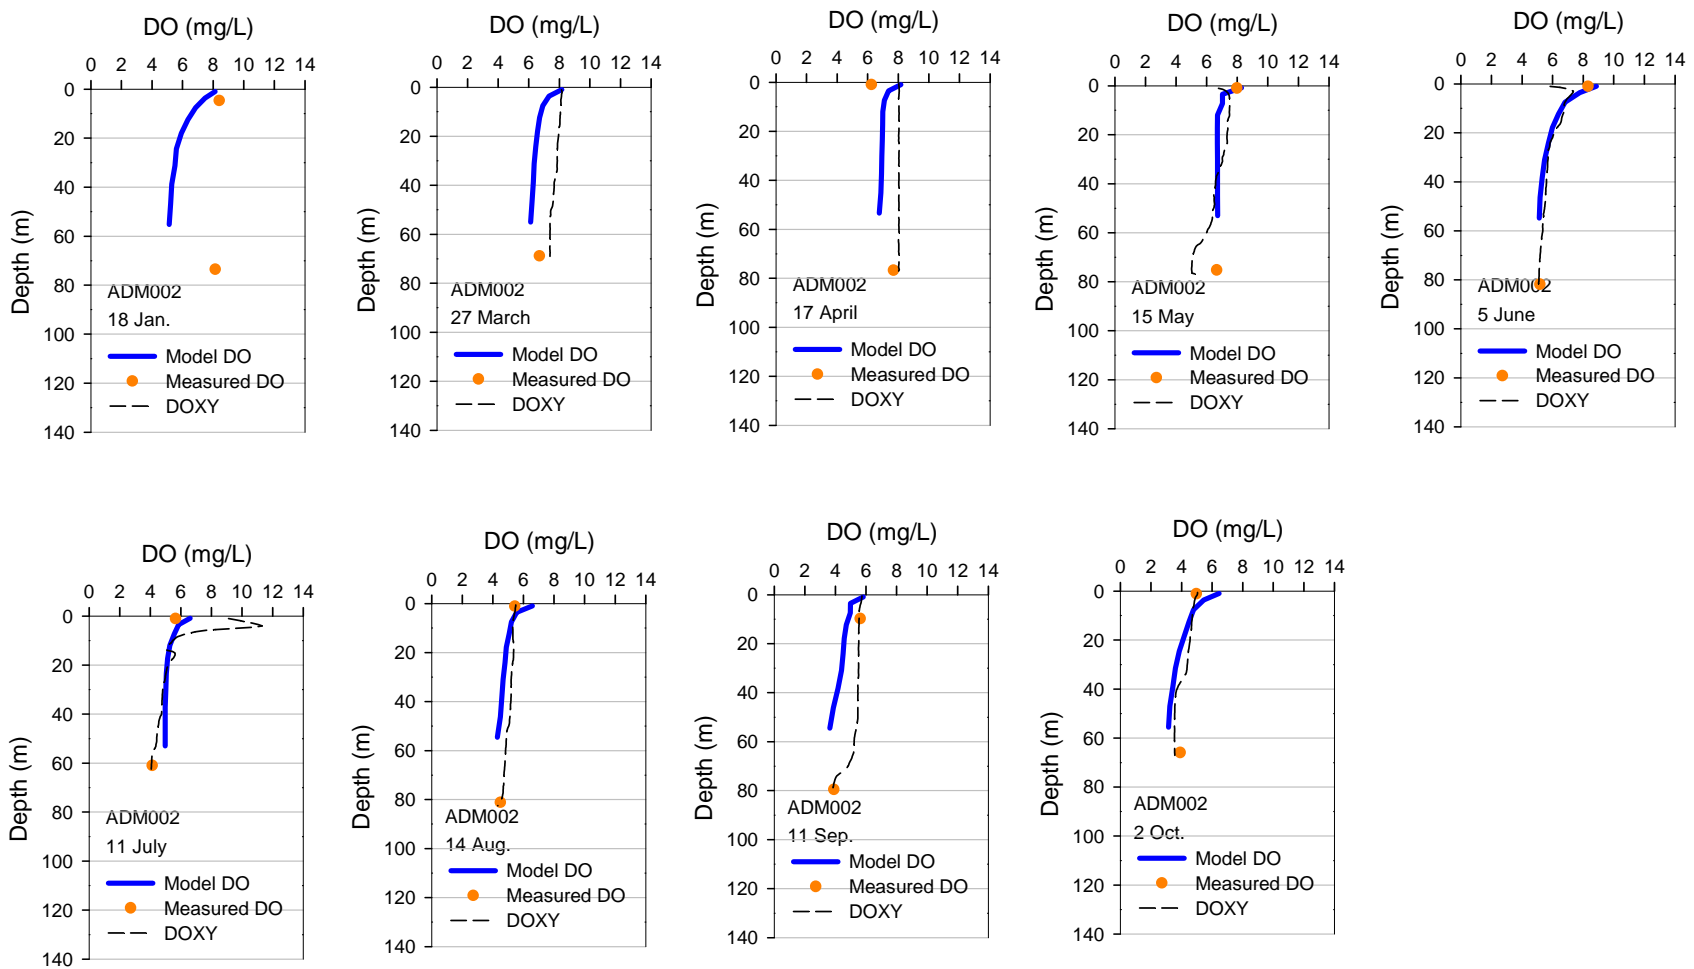 DO (mg/L)
0 2 4 6 8 10 12 14
0
20
40
60
80
100
120
140
Depth (m)
ADM002
18 Jan.
Model DO
Measured DO
DOXY
DO (mg/L)
0 2 4 6 8 10 12 14
0
20
40
60
80
100
120
140
Depth (m)
ADM002
27 March
Model DO
Measured DO
DOXY
DO (mg/L)
0 2 4 6 8 10 12 14
0
20
40
60
80
100
120
140
Depth (m)
ADM002
17 April
Model DO
Measured DO
DOXY
DO (mg/L)
0 2 4 6 8 10 12 14
0
20
40
60
80
100
120
140
Depth (m)
ADM002
15 May
Model DO
Measured DO
DOXY
DO (mg/L)
0 2 4 6 8 10 12 14
0
20
40
60
80
100
120
140
Depth (m)
ADM002
5 June
Model DO
Measured DO
DOXY
DO (mg/L)
0 2 4 6 8 10 12 14
0
20
40
60
80
100
120
140
Depth (m)
ADM002
11 July
Model DO
Measured DO
DOXY
DO (mg/L)
0 2 4 6 8 10 12 14
0
20
40
60
80
100
120
140
Depth (m)
ADM002
14 Aug.
Model DO
Measured DO
DOXY
DO (mg/L)
0 2 4 6 8 10 12 14
0
20
40
60
80
100
120
140
Depth (m)
ADM002
11 Sep.
Model DO
Measured DO
DOXY
DO (mg/L)
0 2 4 6 8 10 12 14
0
20
40
60
80
100
120
140
Depth (m)
ADM002
2 Oct.
Model DO
Measured DO
DOXY